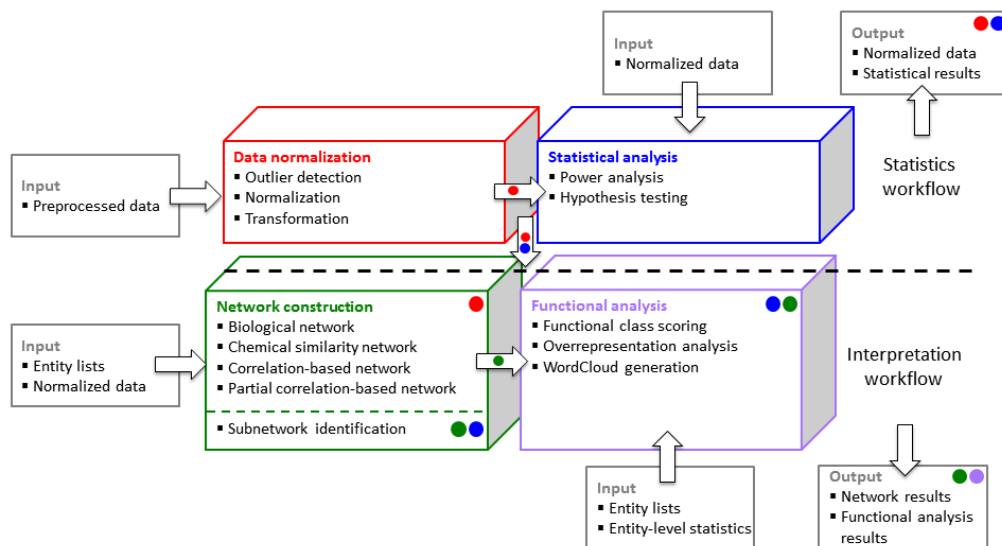 Input
▪ Normalized data
Output
▪ Normalized data
▪ Statistical results
Data normalization
▪ Outlier detection
▪ Normalization
▪ Transformation
Statistical analysis
▪ Power analysis
▪ Hypothesis testing
Statistics
workflow
Input
▪ Preprocessed data
Network construction
▪ Biological network
▪ Chemical similarity network
▪ Correlation-based network
▪ Partial correlation-based network
▪ Subnetwork identification
Functional analysis
▪ Functional class scoring
▪ Overrepresentation analysis
▪ WordCloud generation
Input
▪ Entity lists
▪ Normalized data
Interpretation
workflow
Input
▪ Entity lists
▪ Entity-level statistics
Output
▪ Network results
▪ Functional analysis
results